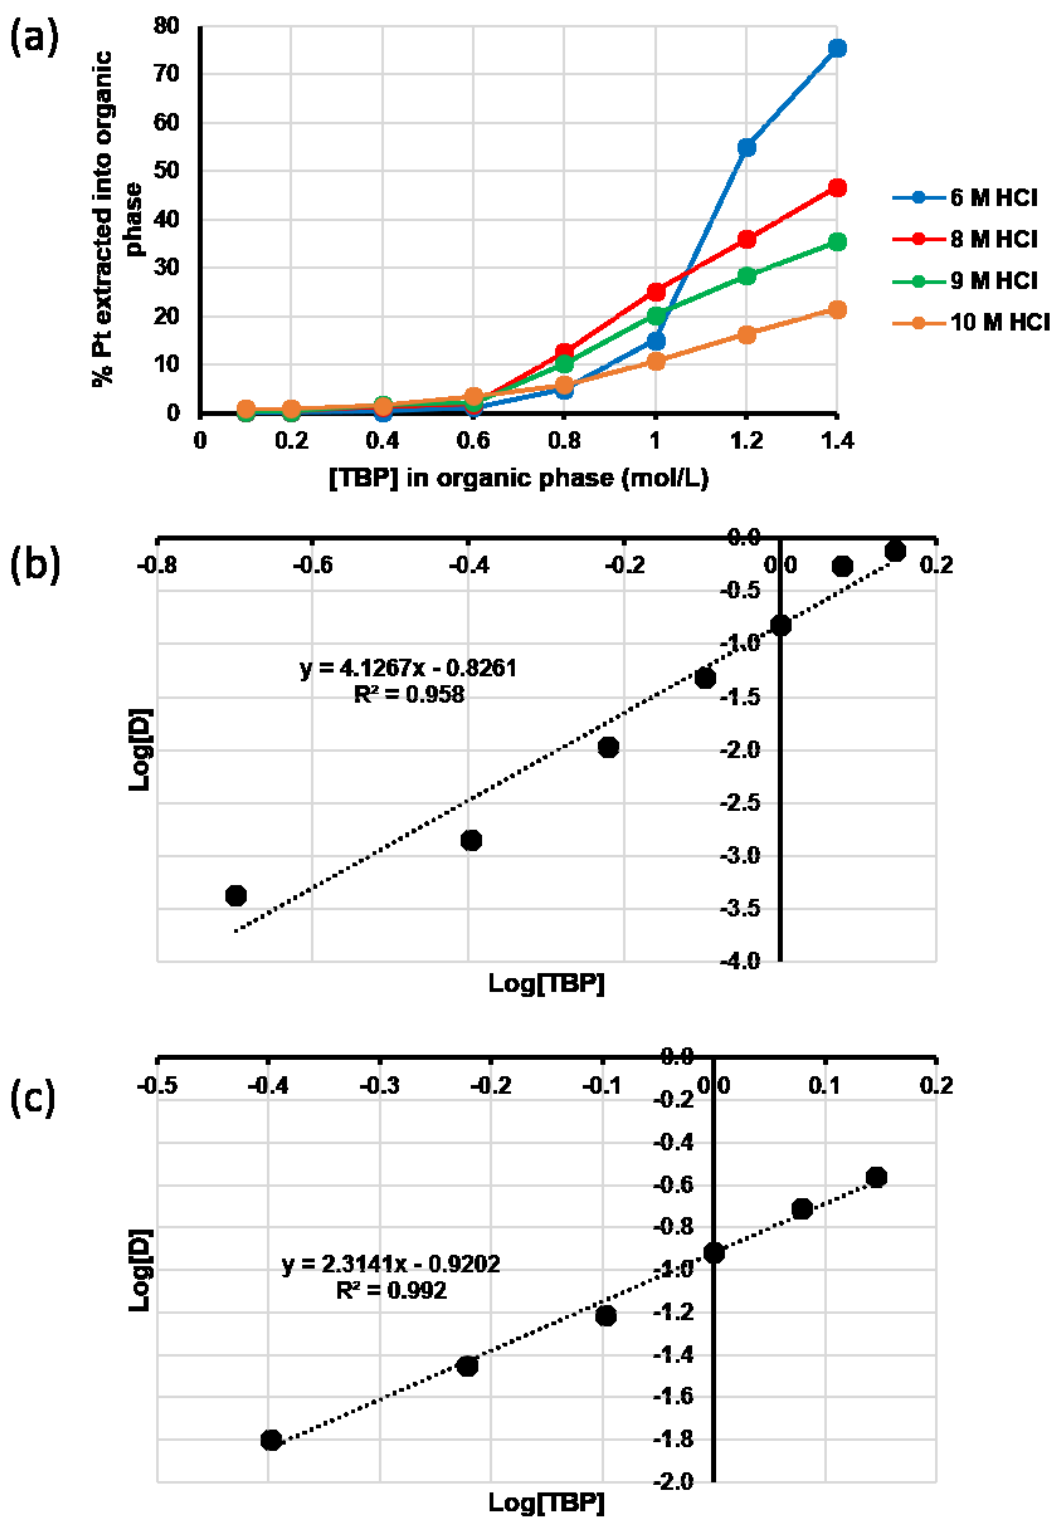 (a)
% Pt extracted into organic
phase
80
70
60
50
40
30
20
10
0
0 0.2 0.4 0.6 0.8 1 1.2 1.4
[TBP] in organic phase (mol/L)
6 M HCl
8 M HCl
9 M HCl
10 M HCl
(b)
-0.8 -0.6 -0.4 -0.2 0.0 0.2
0.0
-0.5
-1.0
-1.5
-2.0
-2.5
-3.0
-3.5
-4.0
y = 4.1267x - 0.8261
R² = 0.958
Log[D]
Log[TBP]
(c)
-0.5 -0.4 -0.3 -0.2 -0.1 0.0 0.1 0.2
0.0
-0.2
-0.4
-0.6
-0.8
-1.0
-1.2
-1.4
-1.6
-1.8
-2.0
y = 2.3141x - 0.9202
R² = 0.992
Log[D]
Log[TBP]